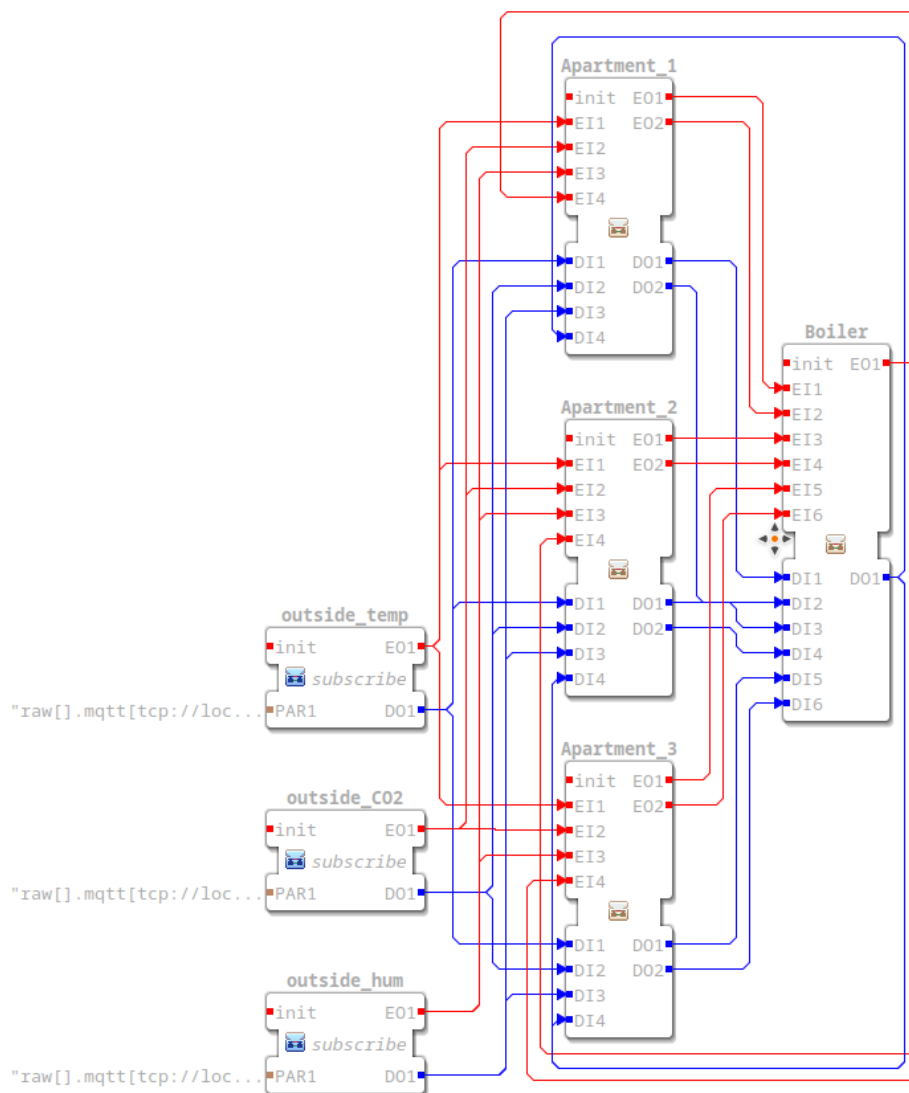 Apartment_1
init EO1
EI1 EO2
EI2
EI3
EI4
DI1 DO1
DI2 DO2
DI3
DI4
Boiler
init EO1
EI1
EI2
EI3
EI4
EI5
EI6
DI1 DO1
DI2
DI3
DI4
DI5
DI6
Apartment_2
init EO1
EI1 EO2
EI2
EI3
EI4
DI1 DO1
DI2 DO2
DI3
DI4
outside_temp
init EO1
subscribe
"raw[].mqtt[tcp://loc... PAR1 DO1
Apartment_3
init EO1
EI1 EO2
EI2
EI3
EI4
DI1 DO1
DI2 DO2
DI3
DI4
outside_CO2
init EO1
subscribe
"raw[].mqtt[tcp://loc... PAR1 DO1
outside_hum
init EO1
subscribe
"raw[].mqtt[tcp://loc... PAR1 DO1